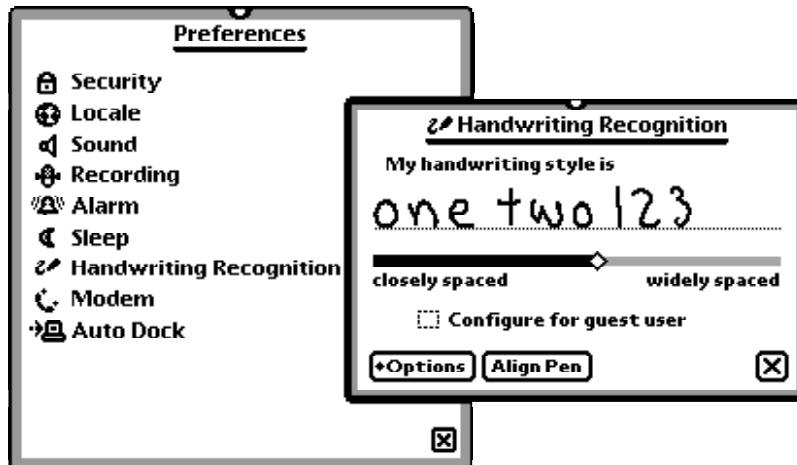 Preferences
Security
Locale
Sound
Recording
Alarm
Sleep
Handwriting Recognition
Modem
Auto Dock
Handwriting Recognition
My handwriting style is
one two 123
closely spaced widely spaced
Configure for guest user
Options Align Pen